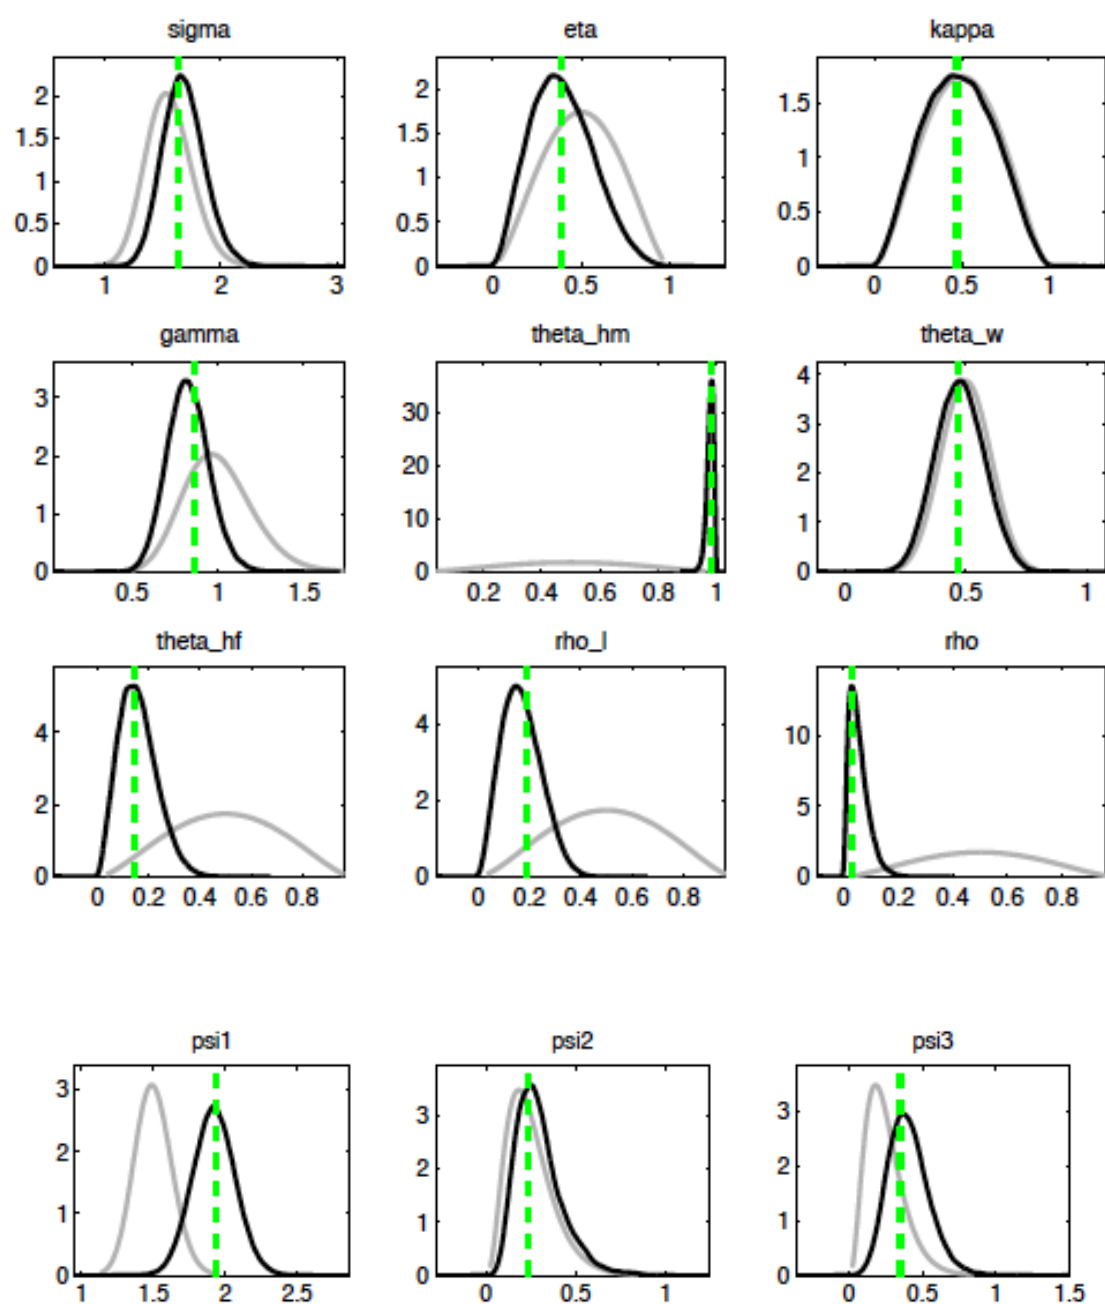 sigma eta kappa
2 2 1.5
1.5 1.5 1
1 1 0.5
0.5 0.5
0 0 0
1 2 3 0 0.5 1 0 0.5 1
gamma theta_hm theta_w
3 30 4
2 20 3
1 10 2
0 0 1
0
0.5 1 1.5 0.2 0.4 0.6 0.8 1 0 0.5 1
theta_hf rho_l rho
4 4 10
2 2 5
0 0 0
0 0.2 0.4 0.6 0.8 0 0.2 0.4 0.6 0.8 0 0.2 0.4 0.6 0.8
psi1 psi2 psi3
3 3 3
2 2 2
1 1 1
0 0 0
1 1.5 2 2.5 0 0.5 1 0 0.5 1 1.5